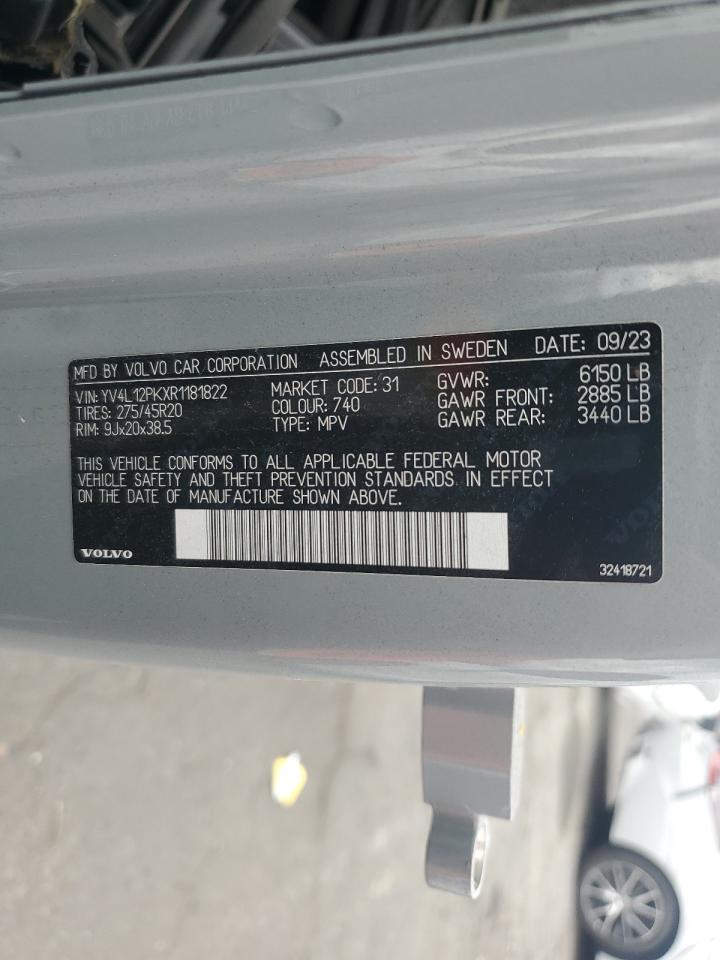 MFD BY VOLVO CAR CORPORATION ASSEMBLED IN SWEDEN DATE: 09/23
VIN: YV4L12PKXR1181822 MARKET CODE: 31 GVWR: 6150 LB
TIRES: 275/45R20 COLOUR: 740 GAWR FRONT: 2885 LB
RIM: 9Jx20x38.5 TYPE: MPV GAWR REAR: 3440 LB
THIS VEHICLE CONFORMS TO ALL APPLICABLE FEDERAL MOTOR
VEHICLE SAFETY AND THEFT PREVENTION STANDARDS IN EFFECT
ON THE DATE OF MANUFACTURE SHOWN ABOVE.
VOLVO 32418721